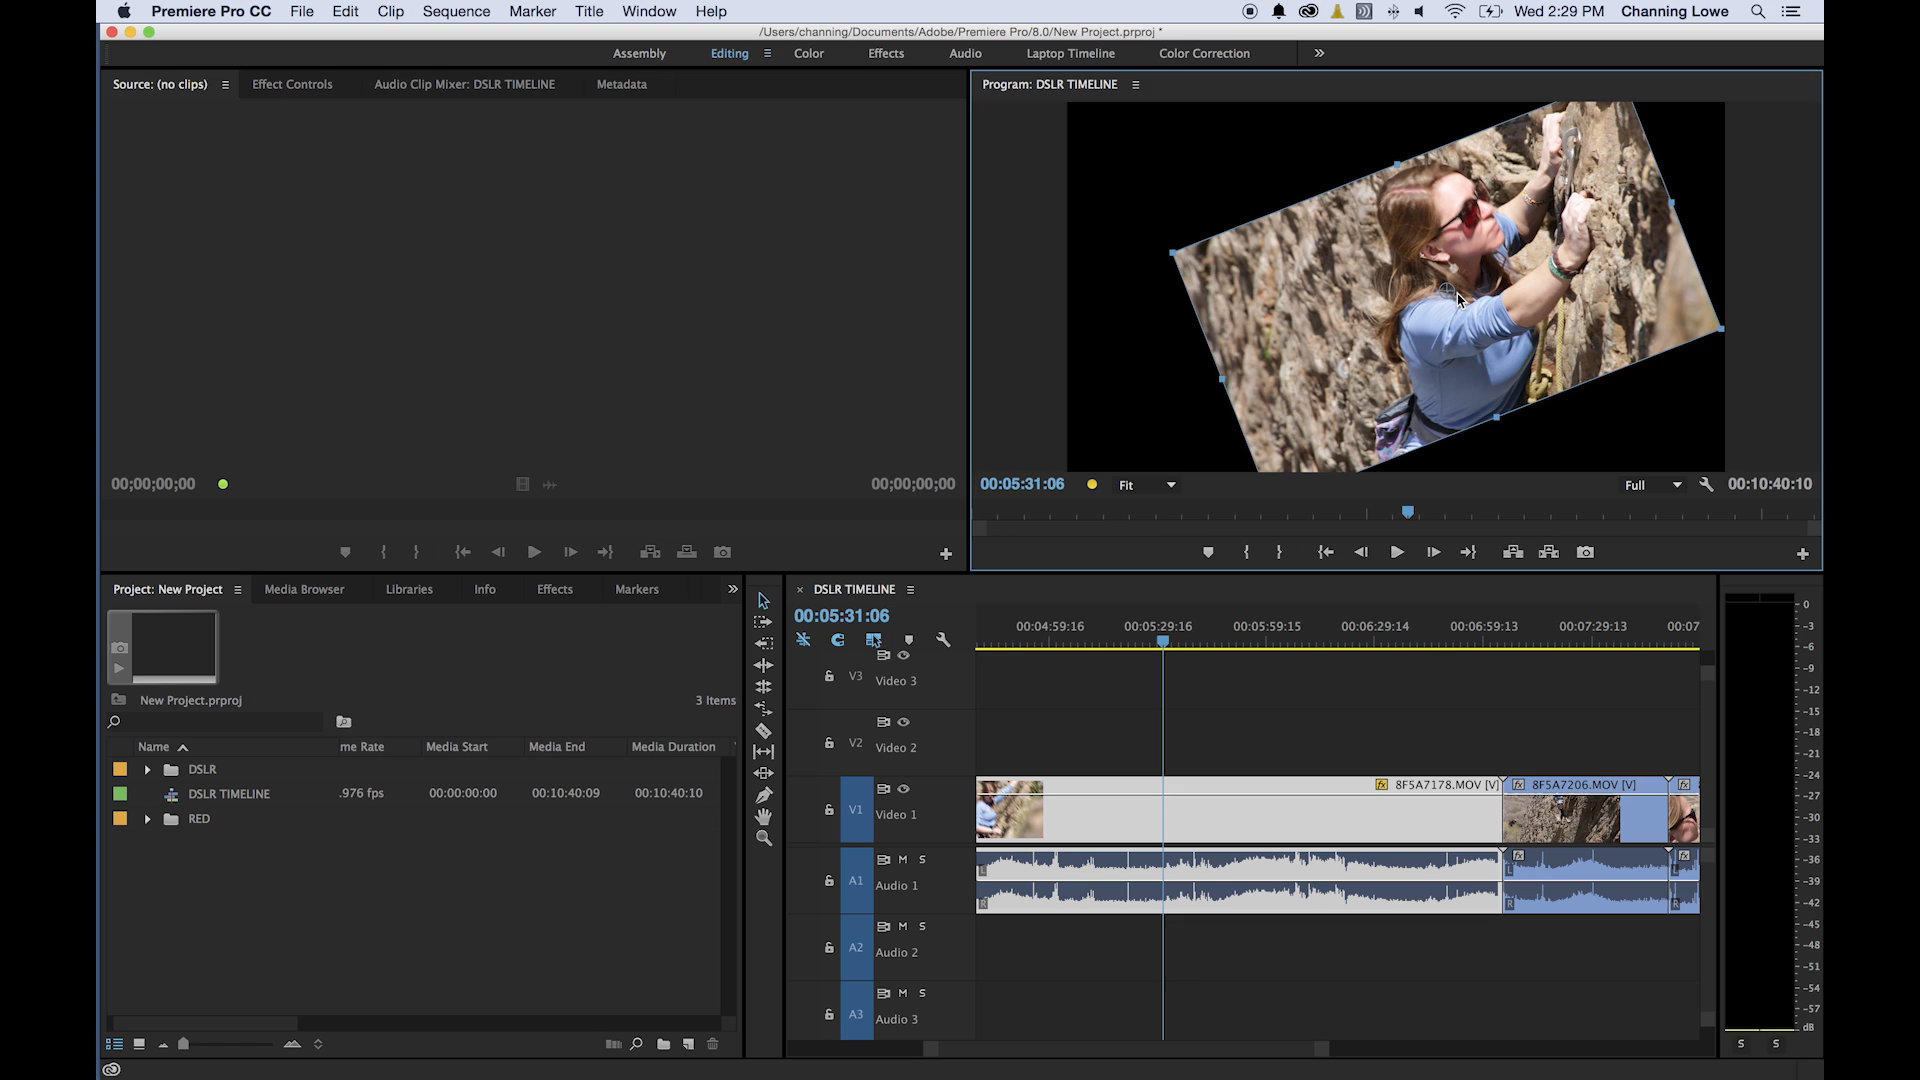 Premiere Pro CC File Edit Clip Sequence Marker Title Window Help Wed 2:29 PM Channing Lowe
/Users/channing/Documents/Adobe/Premiere Pro/8.0/New Project.prproj *
Assembly Editing Color Effects Audio Laptop Timeline Color Correction
Source: (no clips) Effect Controls Audio Clip Mixer: DSLR TIMELINE Metadata
Program: DSLR TIMELINE
00;00;00;00 00;00;00;00
00:05:31:06 Fit Full 00:10:40:10
Project: New Project Media Browser Libraries Info Effects Markers
New Project.prproj 3 Items
Name me Rate Media Start Media End Media Duration
DSLR
DSLR TIMELINE .976 fps 00:00:00:00 00:10:40:09 00:10:40:10
RED
DSLR TIMELINE
00:05:31:06
00:04:59:16 00:05:29:16 00:05:59:15 00:06:29:14 00:06:59:13 00:07:29:13 00:07
V3 Video 3
V2 Video 2
V1 Video 1
fx 8F5A7178.MOV [V] fx 8F5A7206.MOV [V] fx
M S
A1 Audio 1
L fx L fx
R R R
M S
A2 Audio 2
M S
A3 Audio 3
0
-3
-6
-9
-12
-15
-18
-21
-24
-27
-30
-33
-36
-39
-42
-45
-48
-51
-54
-57
dB
S S